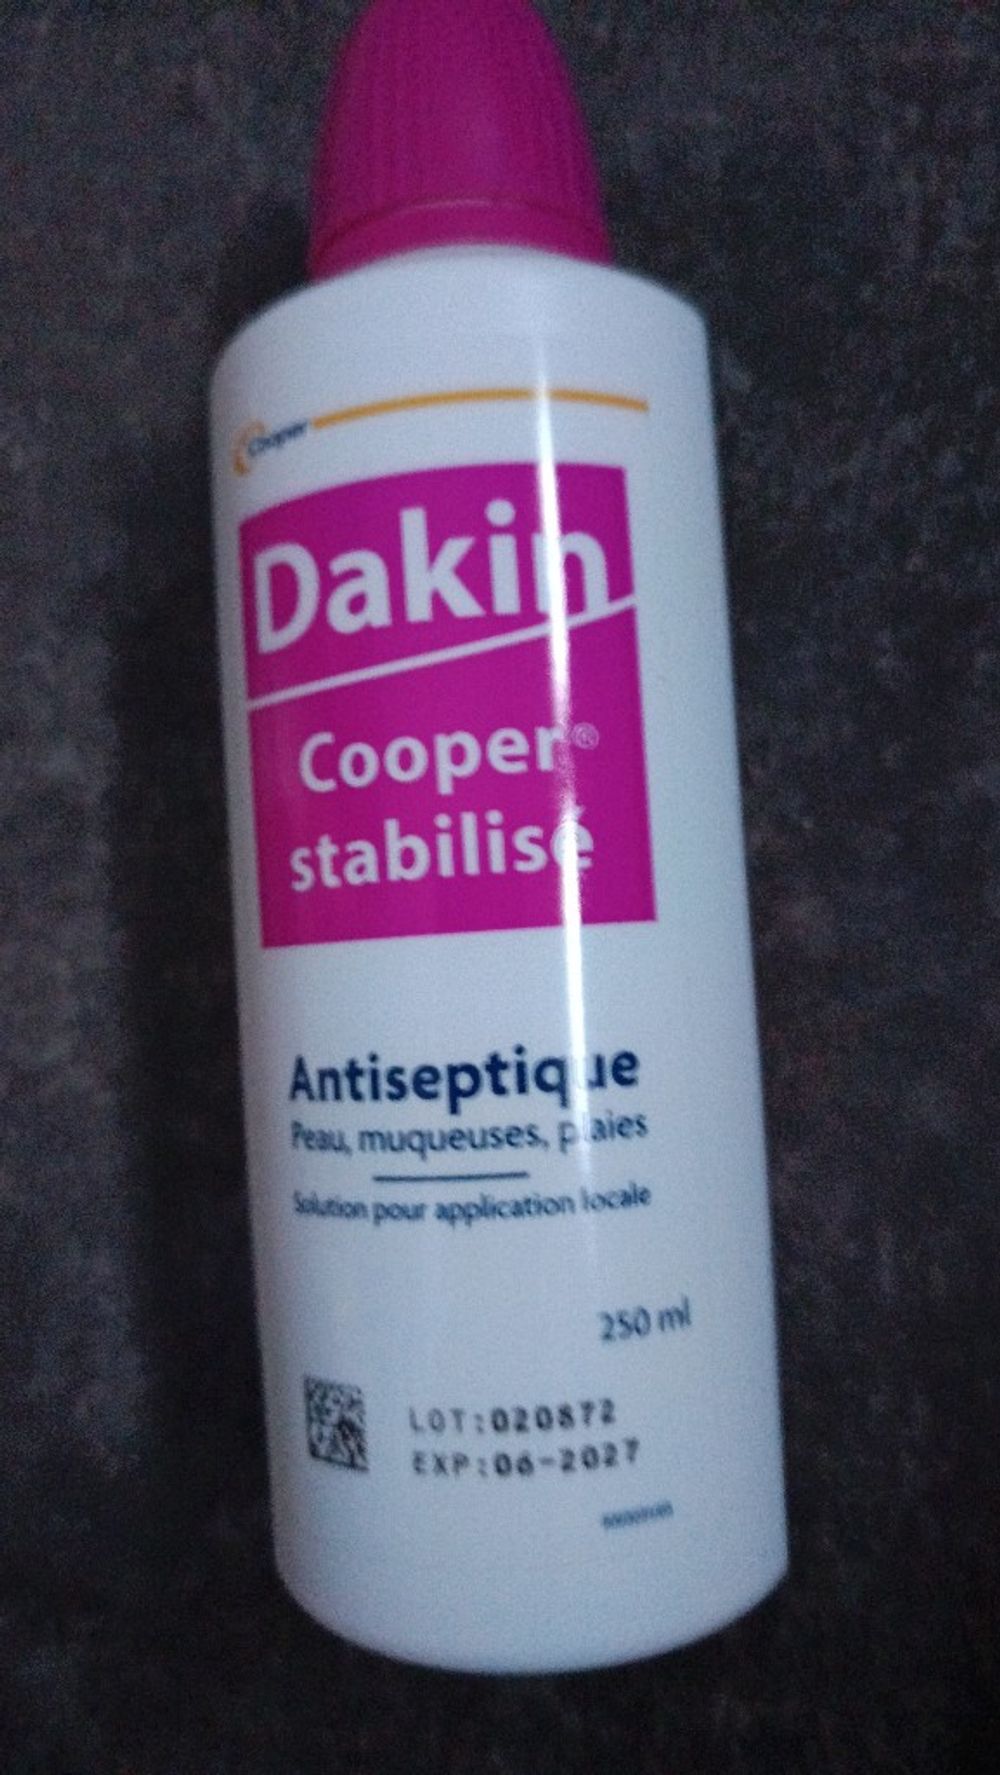 Cooper
Dakin
Cooper®
stabilisé
Antiseptique
Peau, muqueuses, plaies
Solution pour application locale
250 ml
LOT:020872
EXP:06-2027